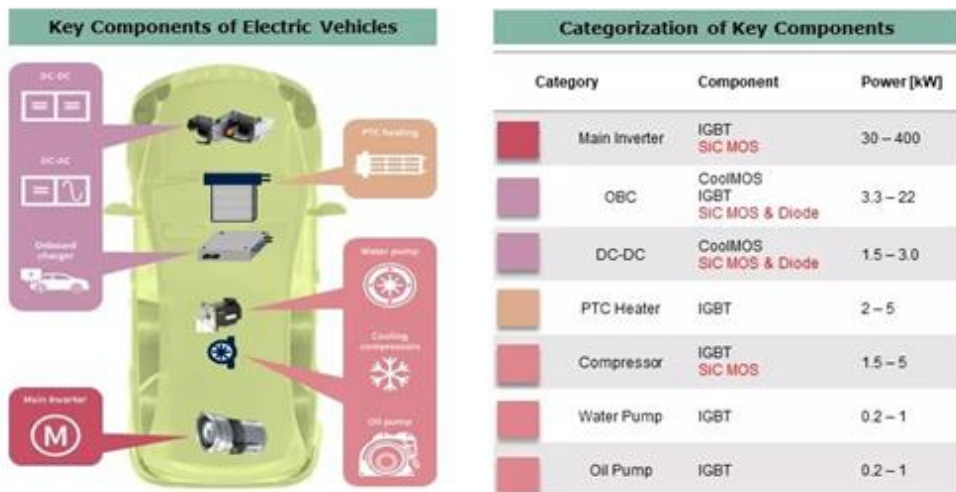 Key Components of Electric Vehicles
DC-DC
DC-AC
Onboard
charger
Main Inverter
M
PTC heating
Water pump
Cooling
compressors
Oil pump
Categorization of Key Components
Category Component Power [kW]
Main Inverter IGBT 30 – 400
SiC MOS
OBC CoolMOS 3.3 – 22
IGBT
SiC MOS & Diode
DC-DC CoolMOS 1.5 – 3.0
SiC MOS & Diode
PTC Heater IGBT 2 – 5
Compressor IGBT 1.5 – 5
SiC MOS
Water Pump IGBT 0.2 – 1
Oil Pump IGBT 0.2 – 1